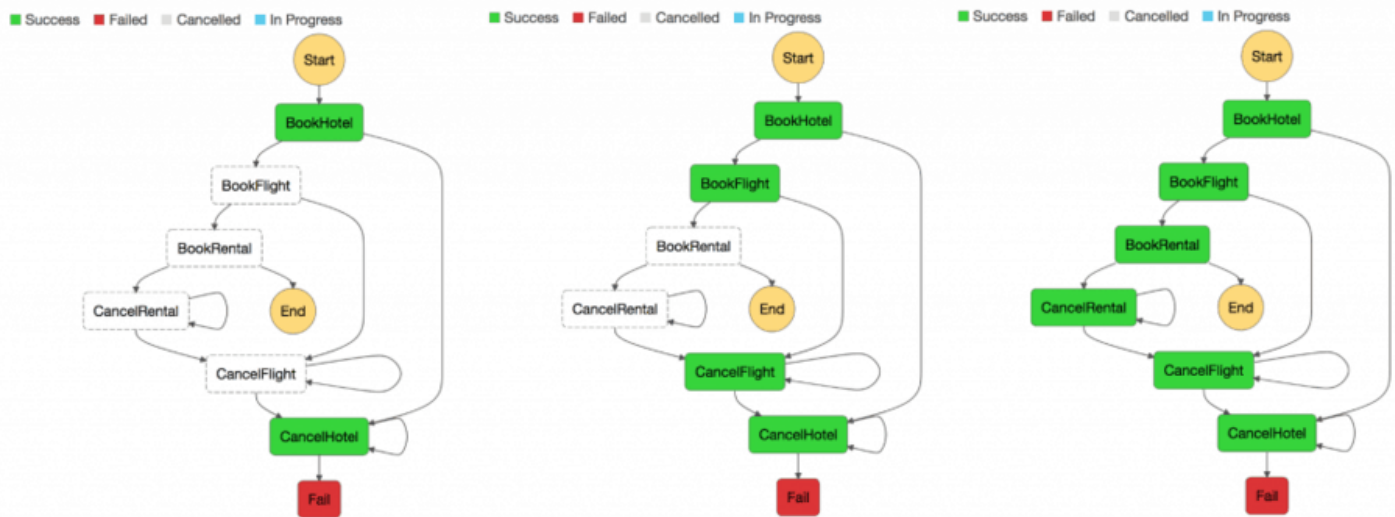 Success Failed Cancelled In Progress
Start
BookHotel
BookFlight
BookRental
CancelRental
End
CancelFlight
CancelHotel
Fail
Success Failed Cancelled In Progress
Start
BookHotel
BookFlight
BookRental
CancelRental
End
CancelFlight
CancelHotel
Fail
Success Failed Cancelled In Progress
Start
BookHotel
BookFlight
BookRental
CancelRental
End
CancelFlight
CancelHotel
Fail